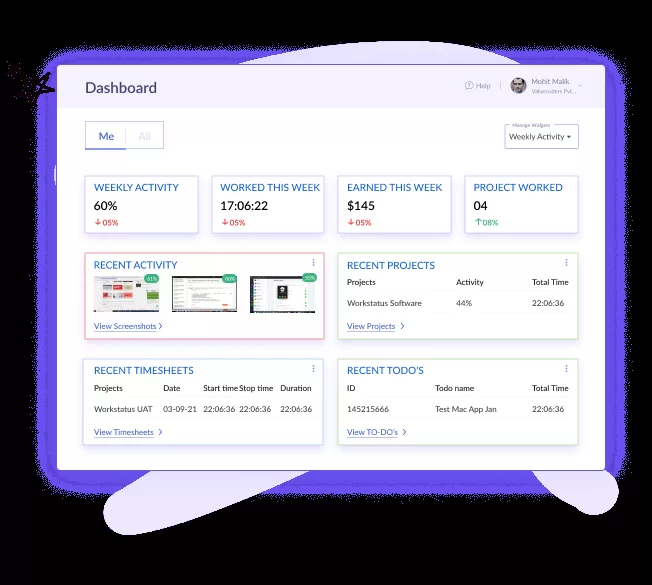 Dashboard
Help
Mohit Malik
Valuecoders Pvt...
Me All
Manage Widgets
Weekly Activity
WEEKLY ACTIVITY WORKED THIS WEEK EARNED THIS WEEK PROJECT WORKED
60% 17:06:22 $145 04
↓05% ↓05% ↓05% ↑08%
RECENT ACTIVITY
61% 60% 55%
View Screenshots >
RECENT PROJECTS
Projects Activity Total Time
Workstatus Software 44% 22:06:36
View Projects >
RECENT TIMESHEETS
Projects Date Start time Stop time Duration
Workstatus UAT 03-09-21 22:06:36 22:06:36 22:06:36
View Timesheets >
RECENT TODO'S
ID Todo name Total Time
145215666 Test Mac App Jan 22:06:36
View TO-DO's >